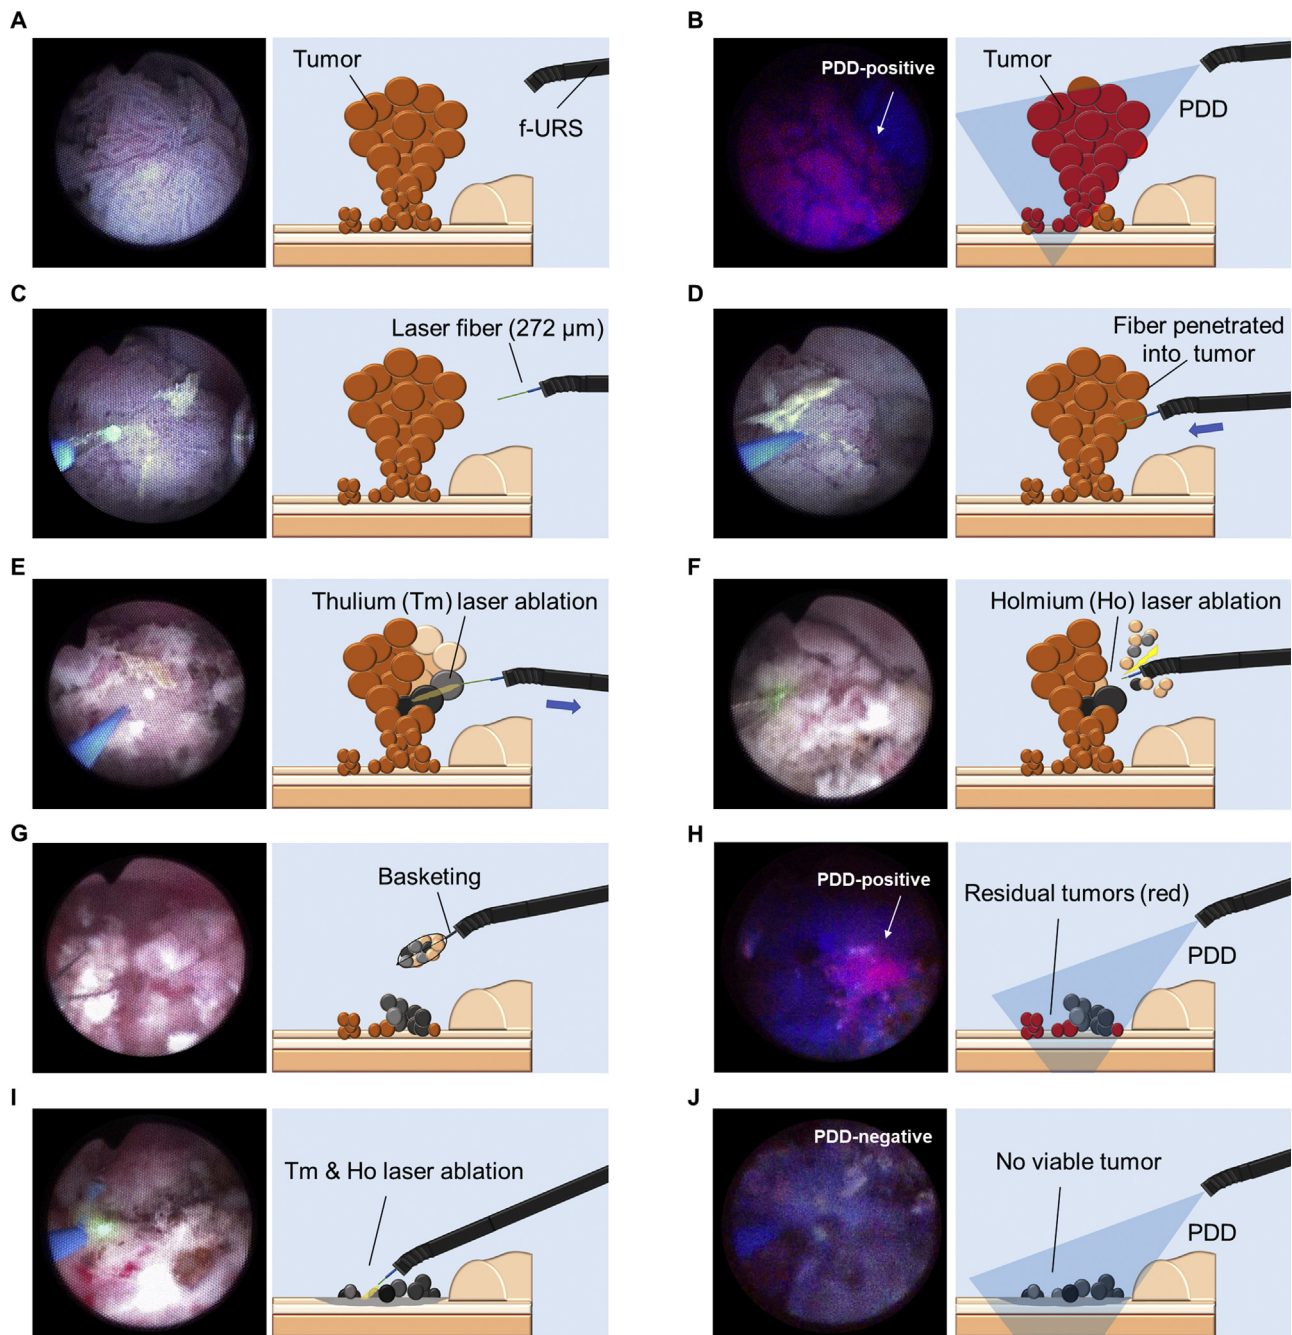 A
Tumor
f-URS
B
PDD-positive
Tumor
PDD
C
Laser fiber (272 μm)
D
Fiber penetrated
into tumor
E
Thulium (Tm) laser ablation
F
Holmium (Ho) laser ablation
G
Basketing
H
PDD-positive
Residual tumors (red)
PDD
I
Tm & Ho laser ablation
J
PDD-negative
No viable tumor
PDD